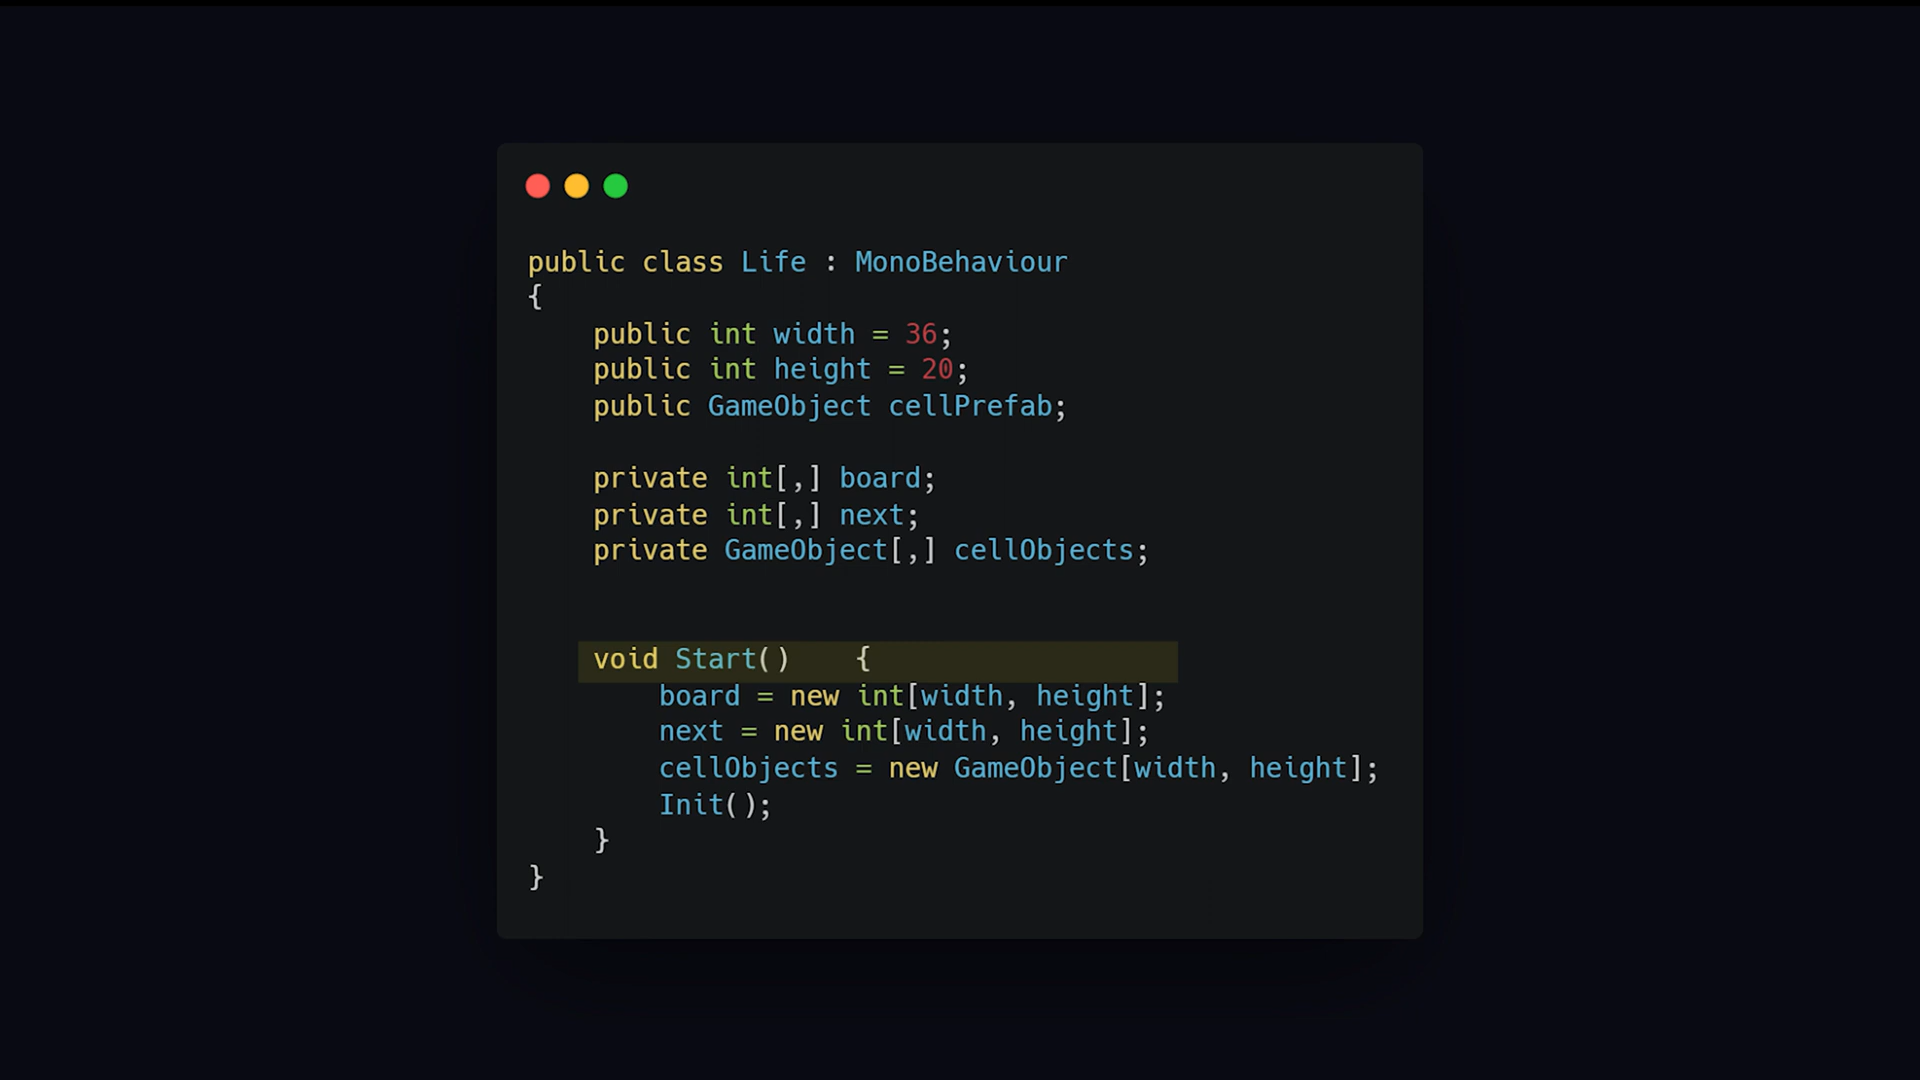 public class Life : MonoBehaviour
{
    public int width = 36;
    public int height = 20;
    public GameObject cellPrefab;

    private int[,] board;
    private int[,] next;
    private GameObject[,] cellObjects;


    void Start()    {
        board = new int[width, height];
        next = new int[width, height];
        cellObjects = new GameObject[width, height];
        Init();
    }
}